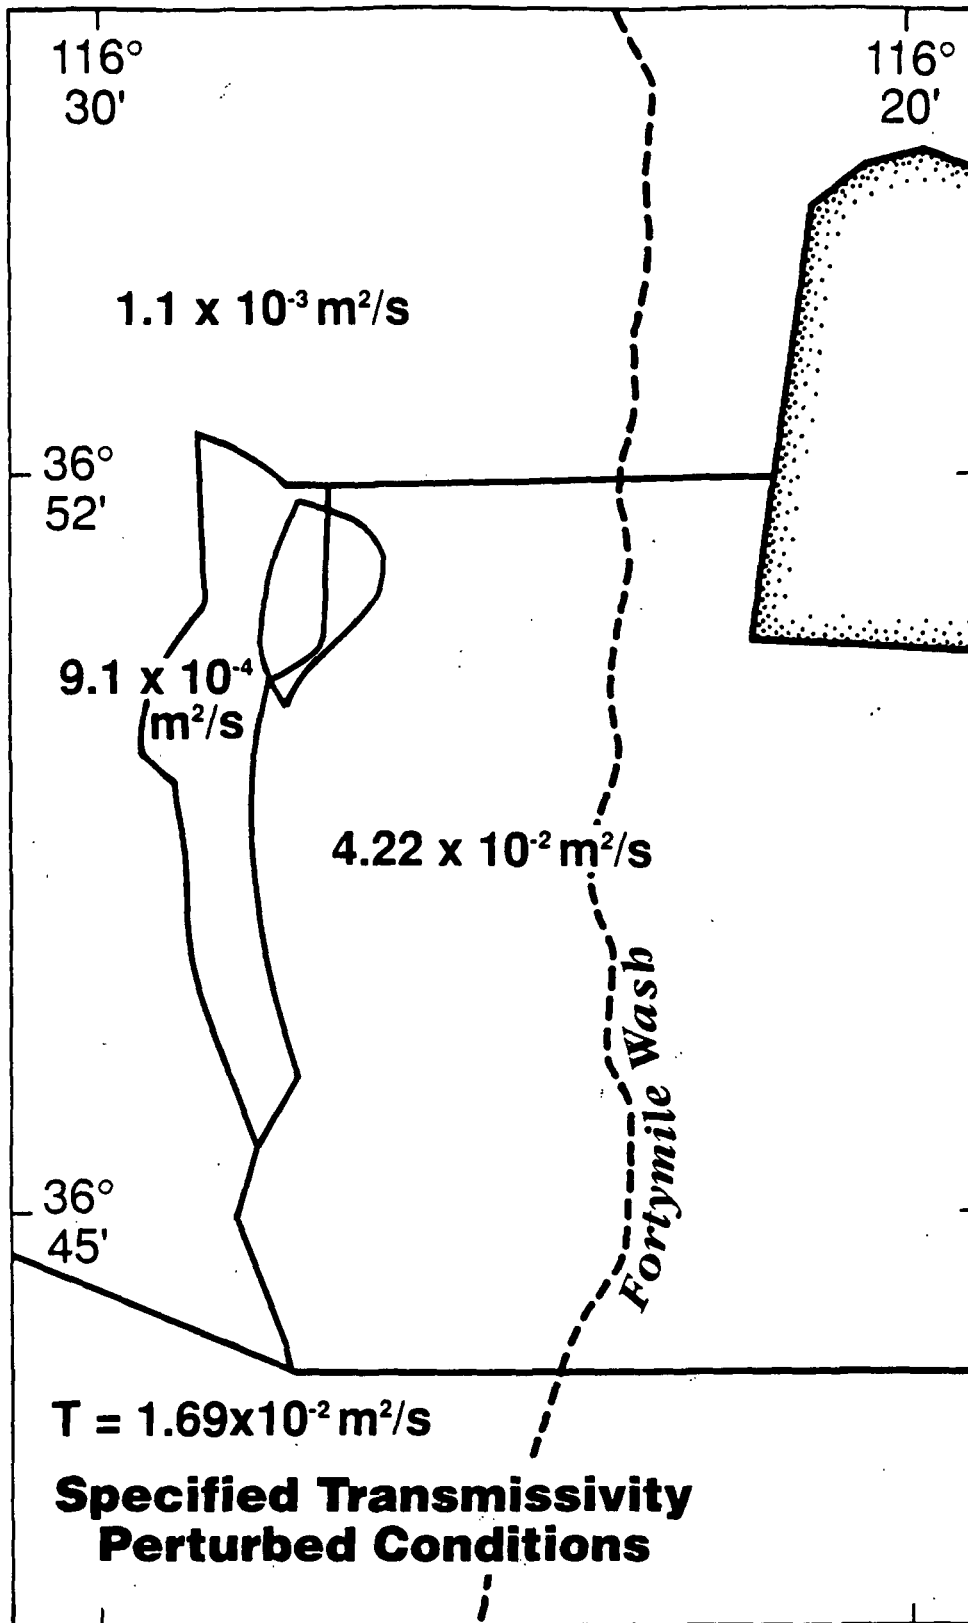 116°
30'
116°
20'
1.1 x 10⁻³ m²/s
36°
52'
9.1 x 10⁻⁴
m²/s
4.22 x 10⁻² m²/s
Fortymile Wash
36°
45'
T = 1.69x10⁻² m²/s
Specified Transmissivity
Perturbed Conditions